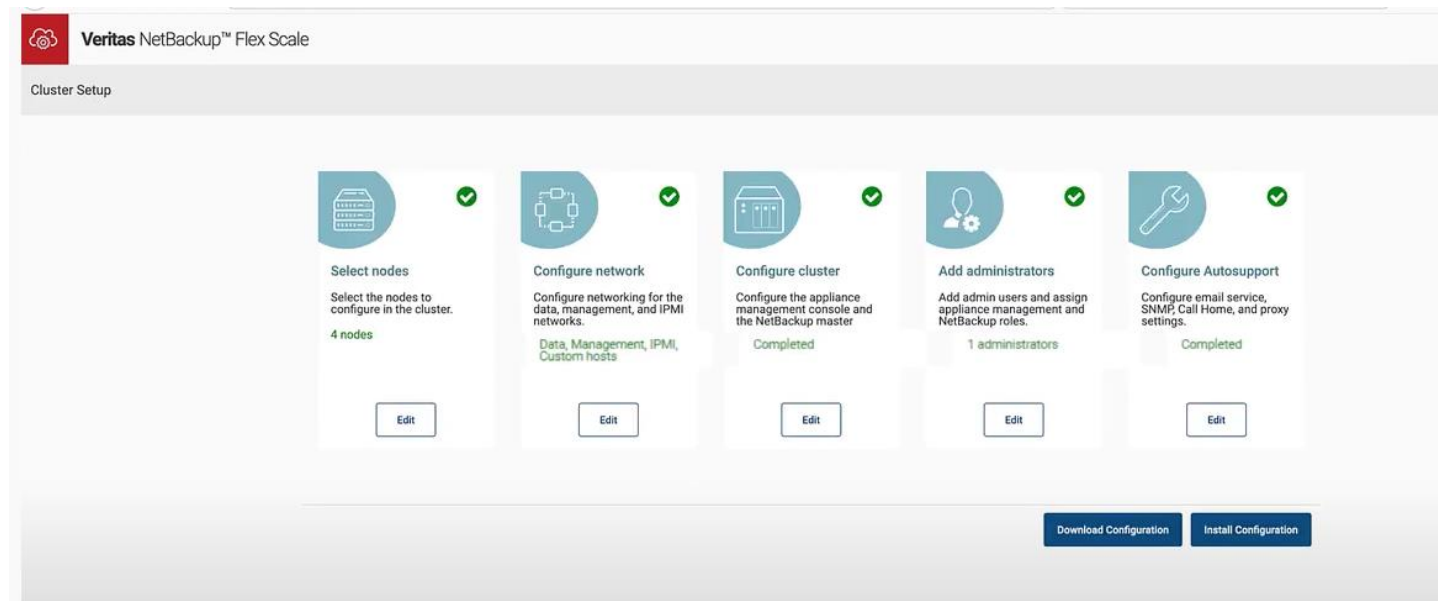 Veritas NetBackup™ Flex Scale
Cluster Setup
Select nodes
Select the nodes to
configure in the cluster.
4 nodes
Edit
Configure network
Configure networking for the
data, management, and IPMI
networks.
Data, Management, IPMI,
Custom hosts
Edit
Configure cluster
Configure the appliance
management console and
the NetBackup master
Completed
Edit
Add administrators
Add admin users and assign
appliance management and
NetBackup roles.
1 administrators
Edit
Configure Autosupport
Configure email service,
SNMP, Call Home, and proxy
settings.
Completed
Edit
Download Configuration
Install Configuration